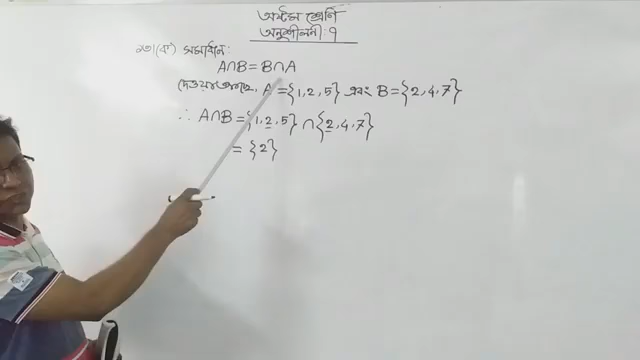 অষ্টম শ্রেণি
অনুশীলনী: ৭
সমাধান:
A∩B = B∩A
দেওয়া আছে, A = {1, 2, 5} এবং B = {2, 4, 7}
∴ A∩B = {1, 2, 5} ∩ {2, 4, 7}
= {2}